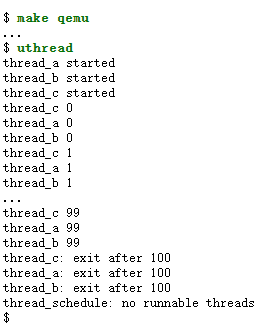 $ make qemu
...
$ uthread
thread_a started
thread_b started
thread_c started
thread_c 0
thread_a 0
thread_b 0
thread_c 1
thread_a 1
thread_b 1
...
thread_c 99
thread_a 99
thread_b 99
thread_c: exit after 100
thread_a: exit after 100
thread_b: exit after 100
thread_schedule: no runnable threads
$